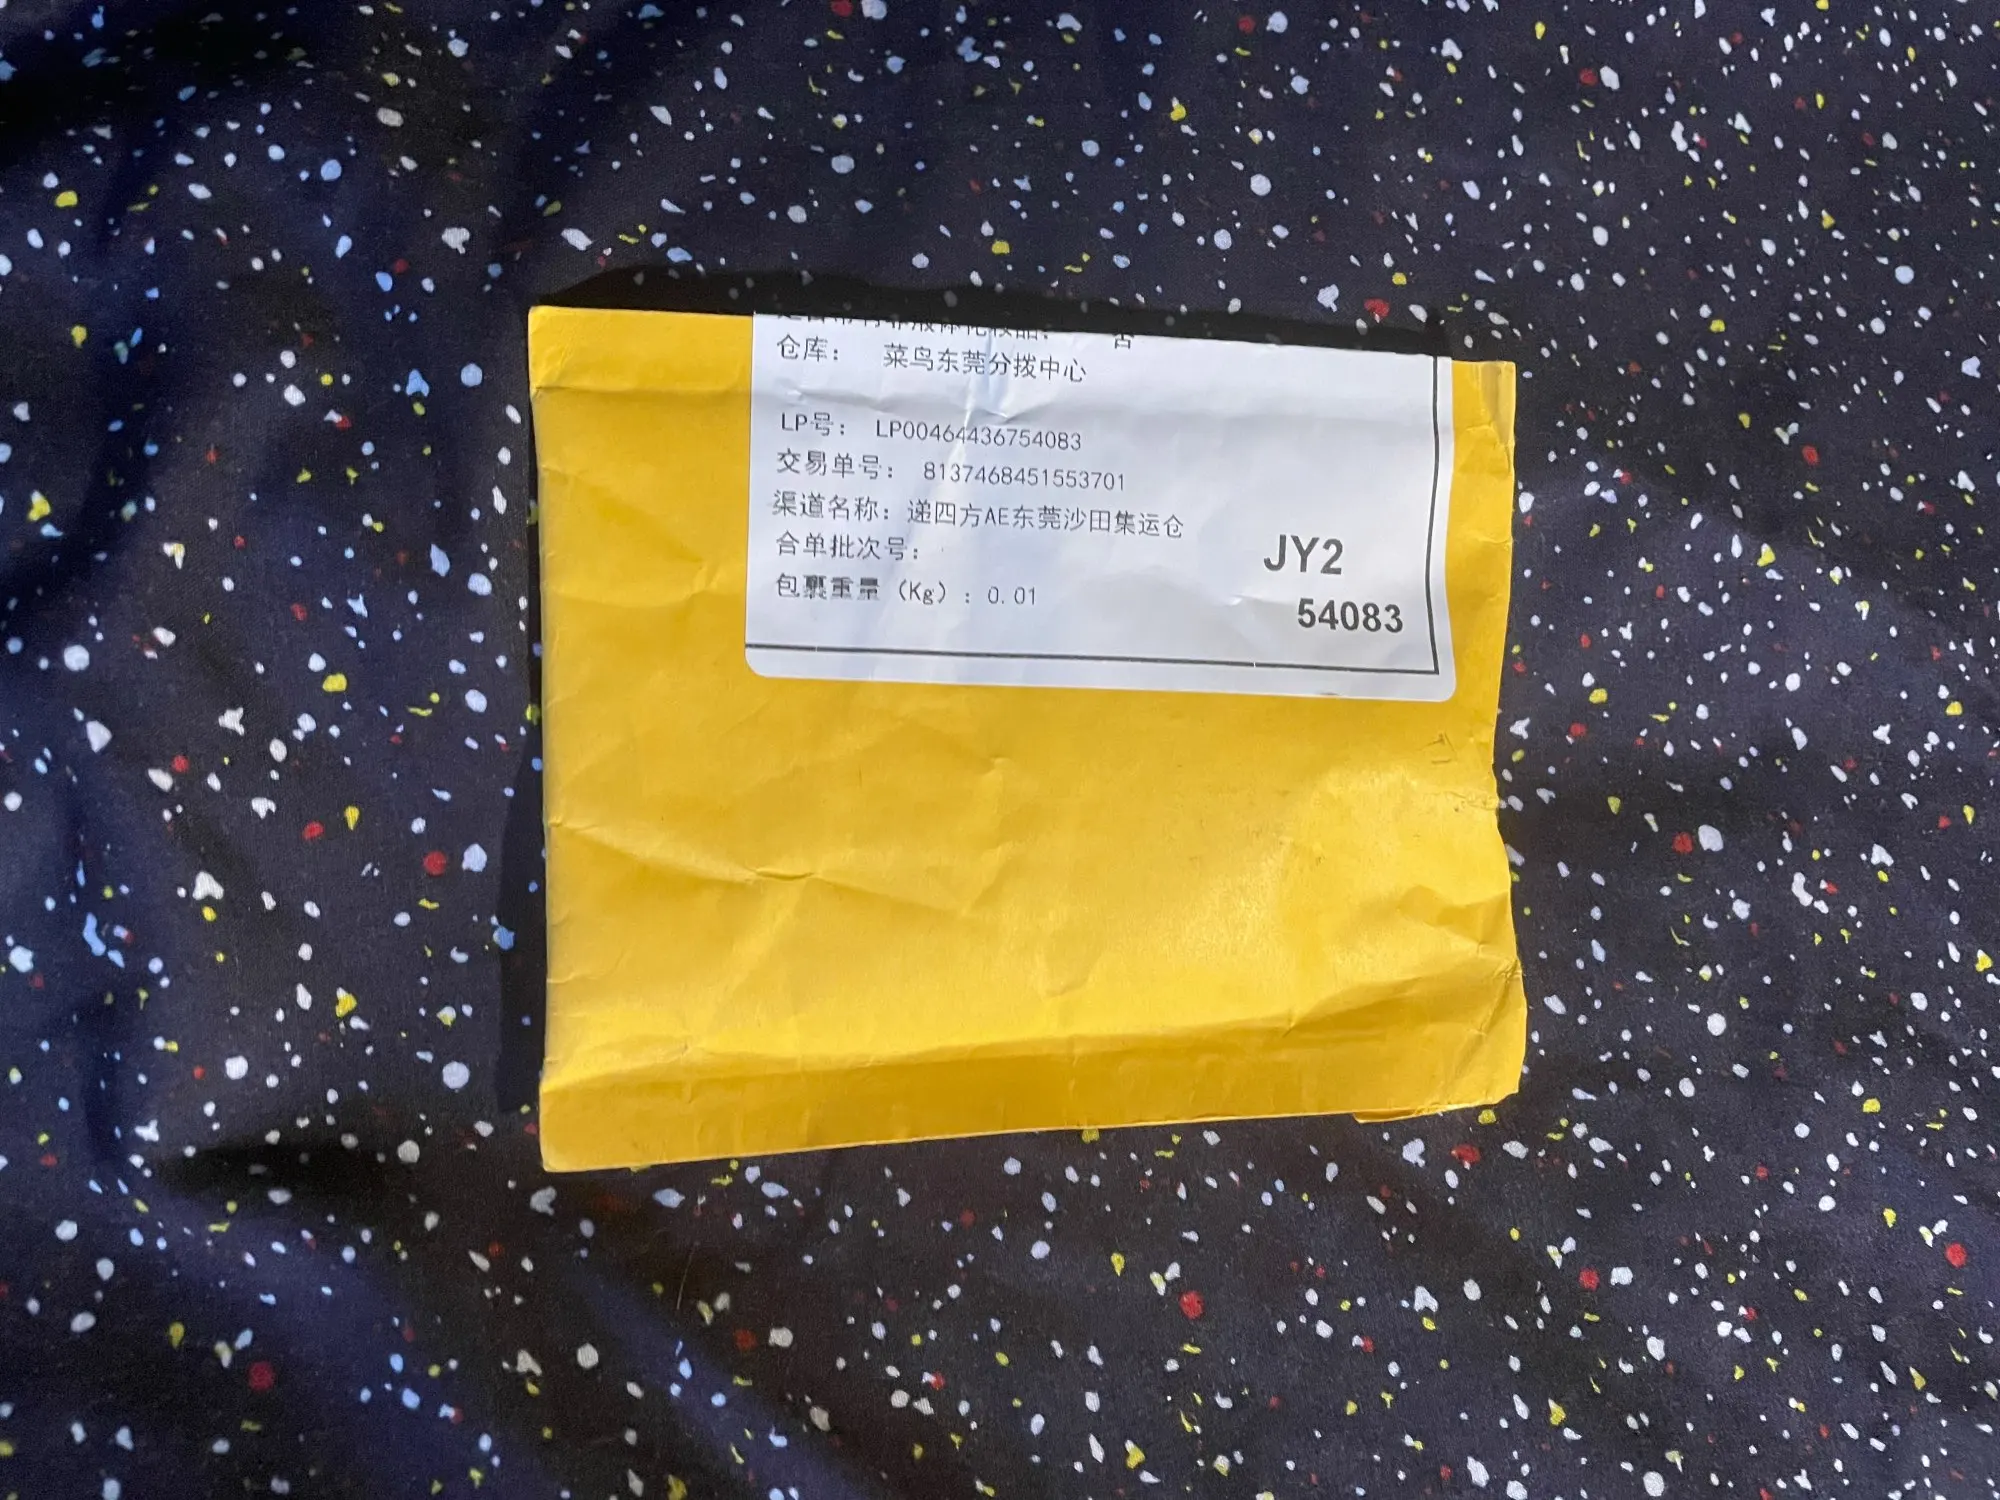 仓库： 菜鸟东莞分拨中心
LP号： LP00464436754083
交易单号： 8137468451553701
渠道名称：递四方AE东莞沙田集运仓
合单批次号：
包裹重量（Kg）：0.01
JY2
54083